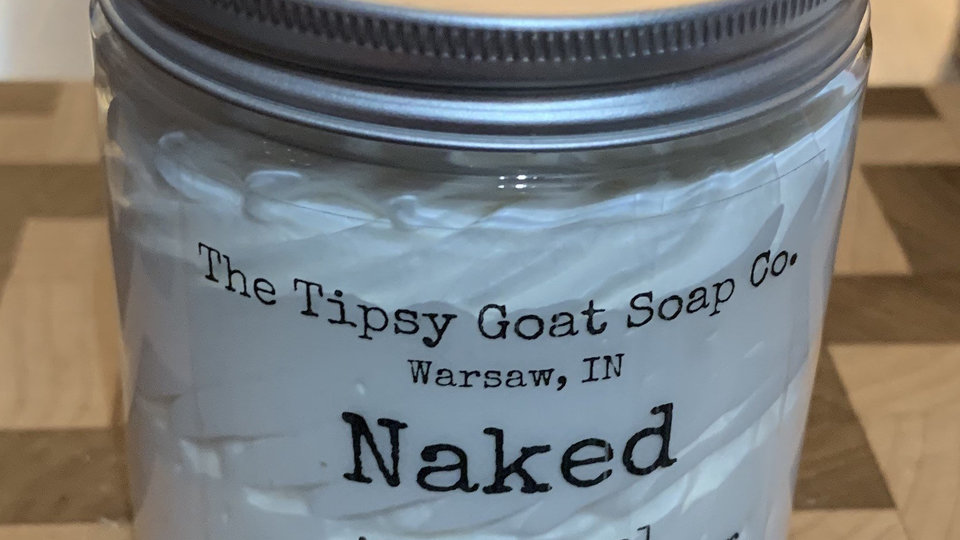 The Tipsy Goat Soap Co.
Warsaw, IN
Naked